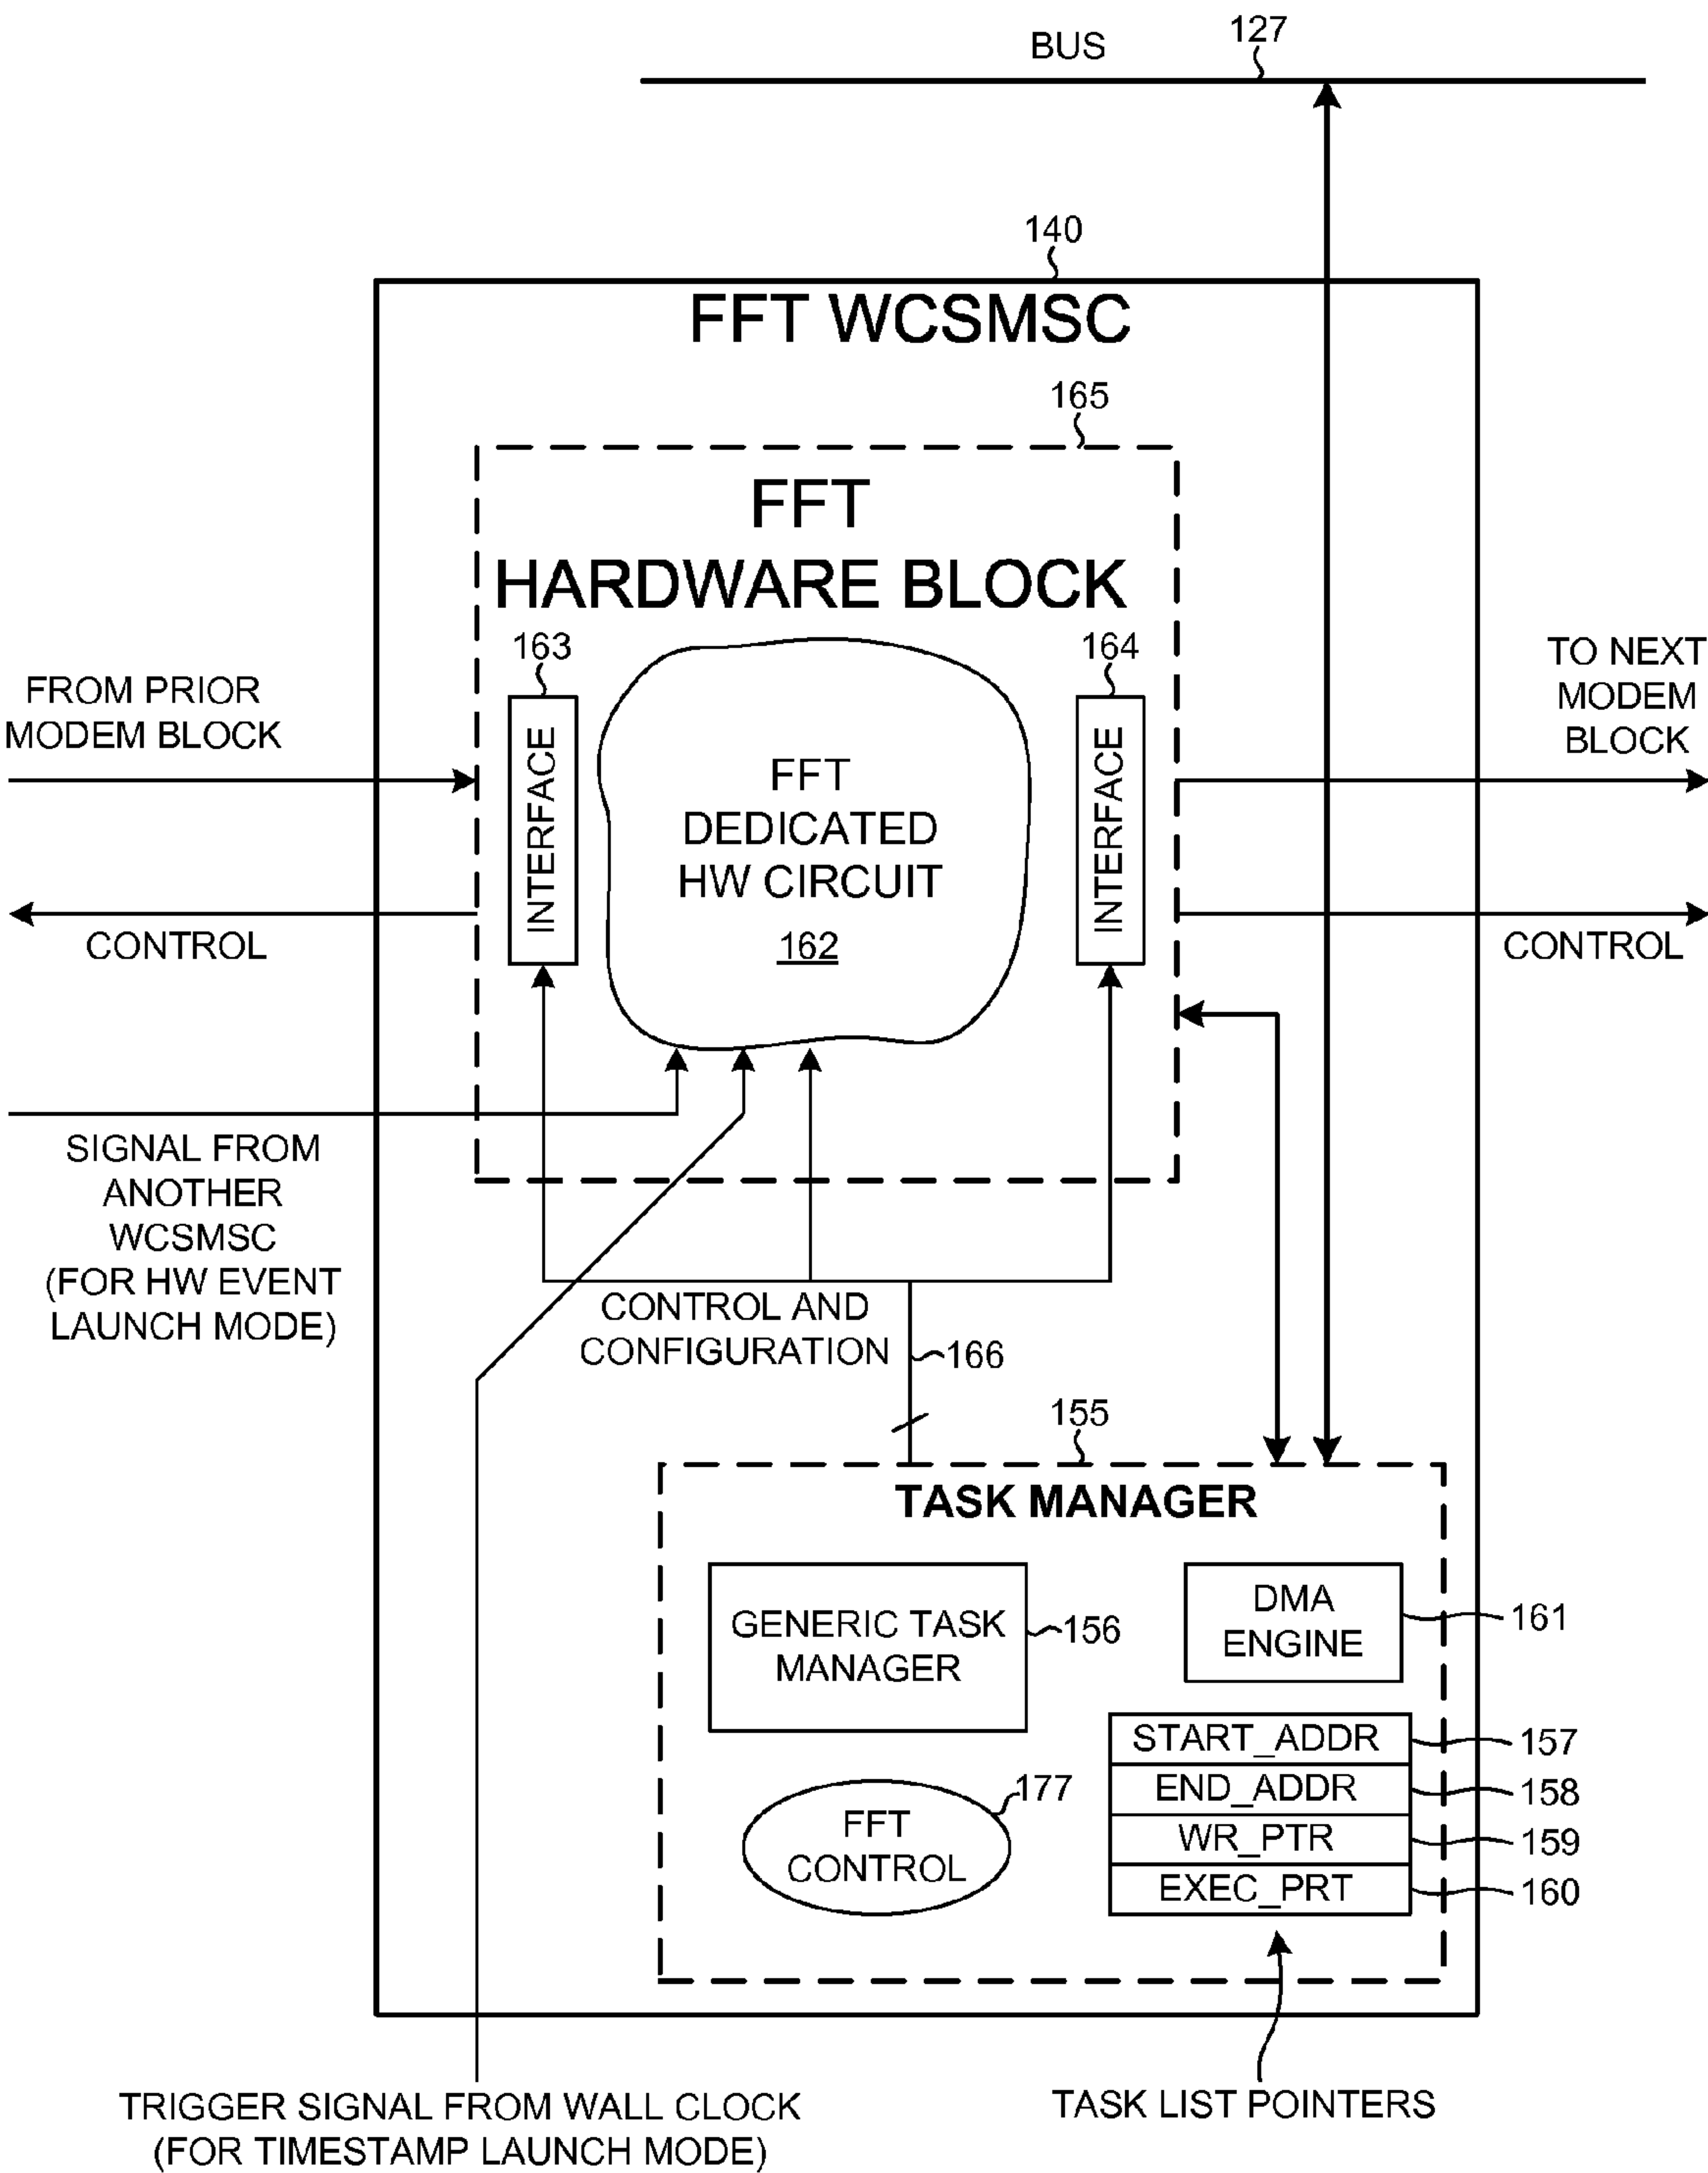 BUS
127
140
FFT WCSMSC
165
FFT
HARDWARE BLOCK
163
164
FROM PRIOR
MODEM BLOCK
TO NEXT
MODEM
BLOCK
INTERFACE
FFT
DEDICATED
HW CIRCUIT
162
INTERFACE
CONTROL
CONTROL
SIGNAL FROM
ANOTHER
WCSMSC
(FOR HW EVENT
LAUNCH MODE)
CONTROL AND
CONFIGURATION
166
155
TASK MANAGER
GENERIC TASK
MANAGER
156
DMA
ENGINE
161
START_ADDR
157
END_ADDR
158
WR_PTR
159
EXEC_PRT
160
FFT
CONTROL
177
TRIGGER SIGNAL FROM WALL CLOCK
(FOR TIMESTAMP LAUNCH MODE)
TASK LIST POINTERS